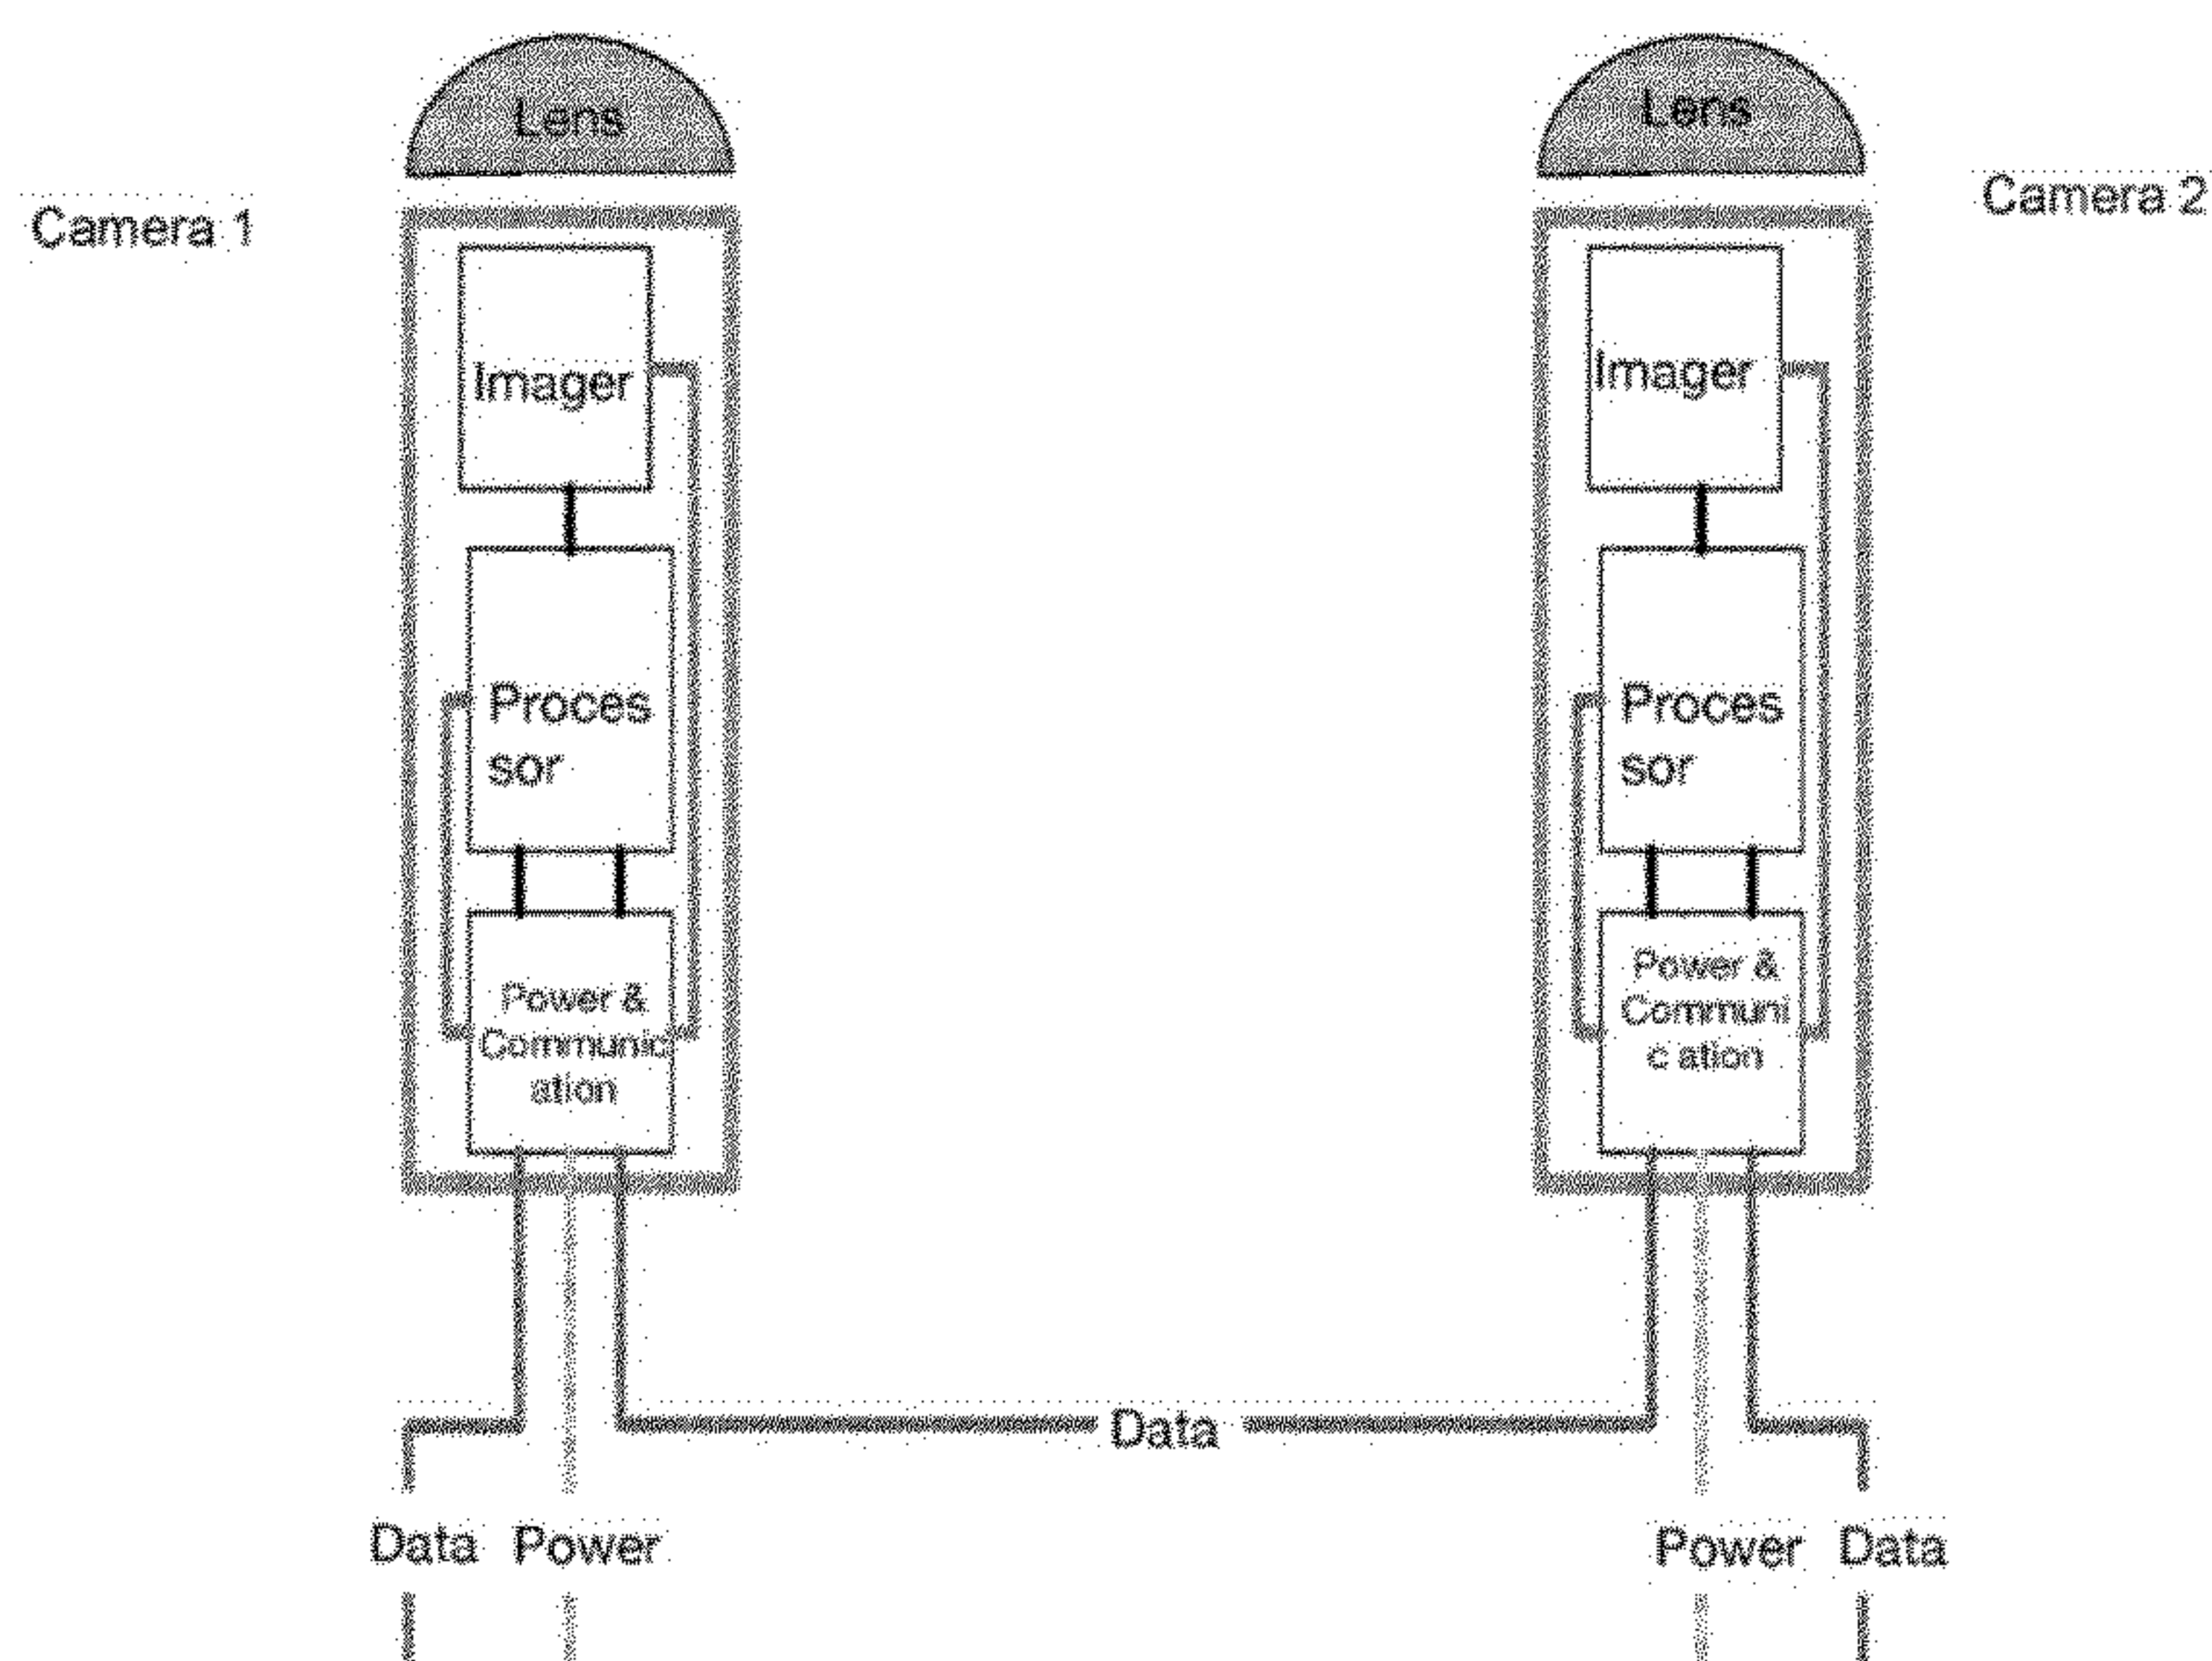 Lens
Lens
Camera 1
Camera 2
Imager
Imager
Proces
sor
Proces
sor
Power &
Communic
ation
Power &
Communi
c ation
Data
Data
Power
Power
Data